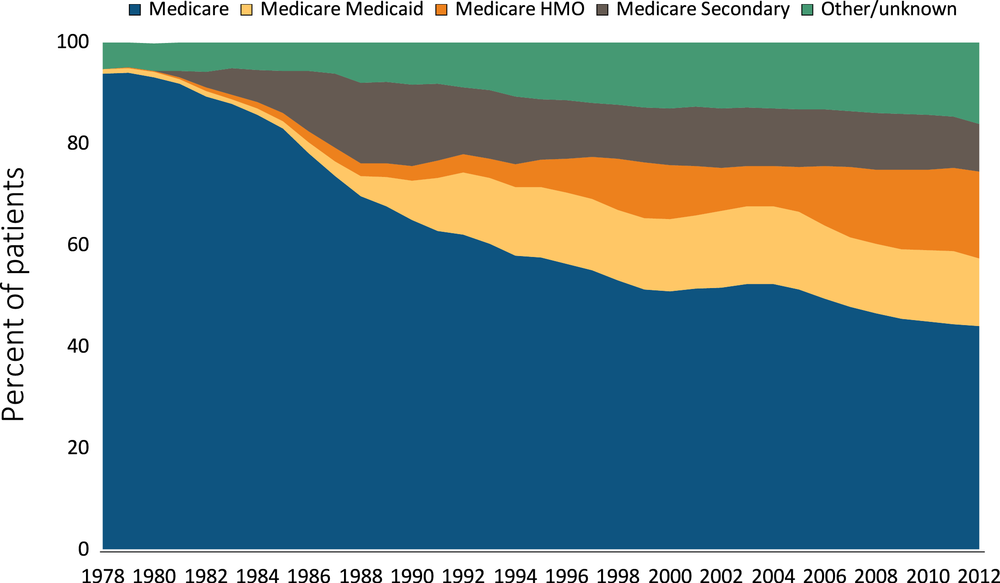 Medicare Medicare Medicaid Medicare HMO Medicare Secondary Other/unknown
Percent of patients
100
80
60
40
20
0
1978 1980 1982 1984 1986 1988 1990 1992 1994 1996 1998 2000 2002 2004 2006 2008 2010 2012